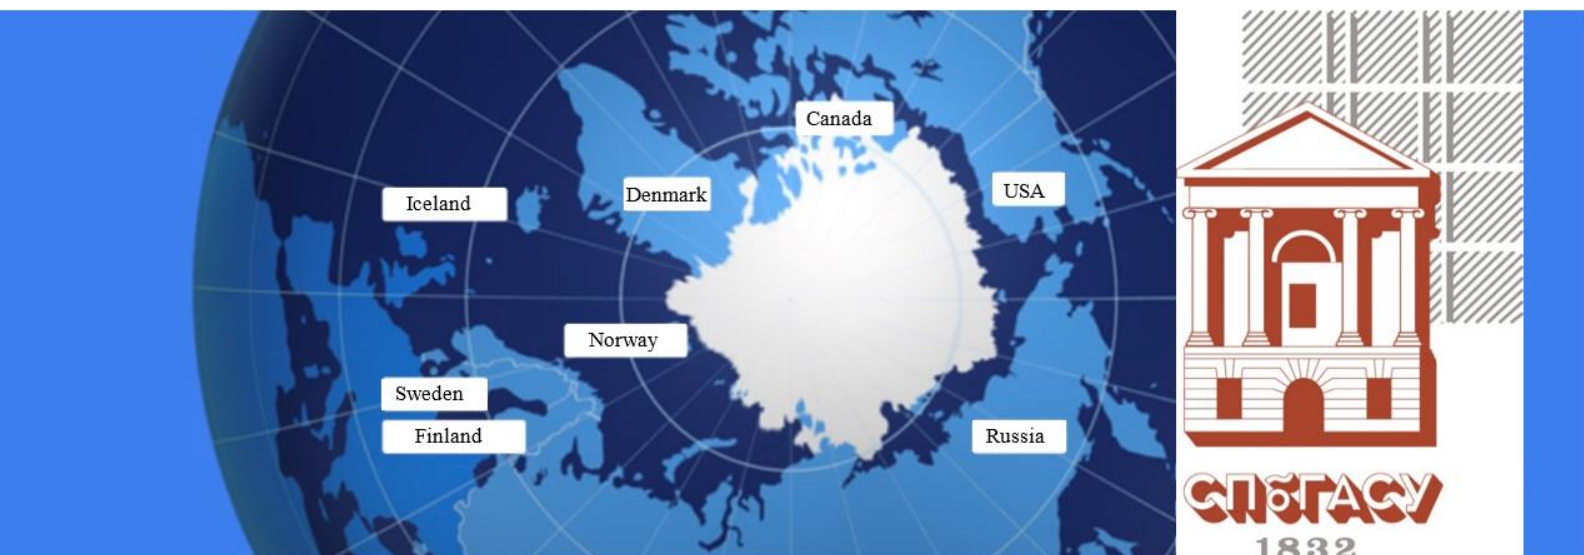 Canada
Iceland
Denmark
USA
Norway
Sweden
Finland
Russia
СПбГАСУ
1832